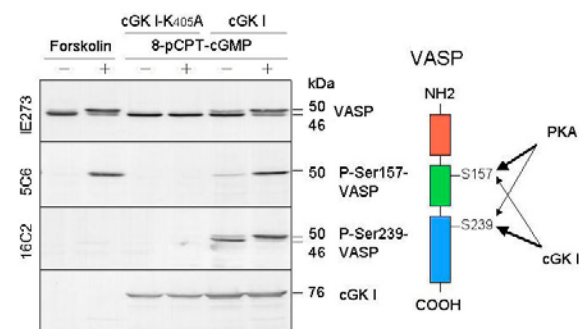 cGK I-K405A cGK I
Forskolin 8-pCPT-cGMP
− + − + − +
kDa
IE273
50
46
VASP
5C6
50
P-Ser157-
VASP
16C2
50
46
P-Ser239-
VASP
76
cGK I
VASP
NH2
PKA
S157
S239
cGK I
COOH